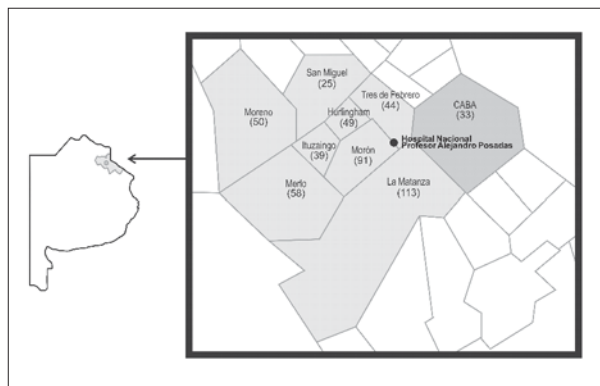 San Miguel
(25)
Tres de Febrero
(44)
CABA
(33)
Moreno
(50)
Hurlingham
(49)
Hospital Nacional
Profesor Alejandro Posadas
Ituzaingo
(39)
Morón
(91)
Merlo
(58)
La Matanza
(113)